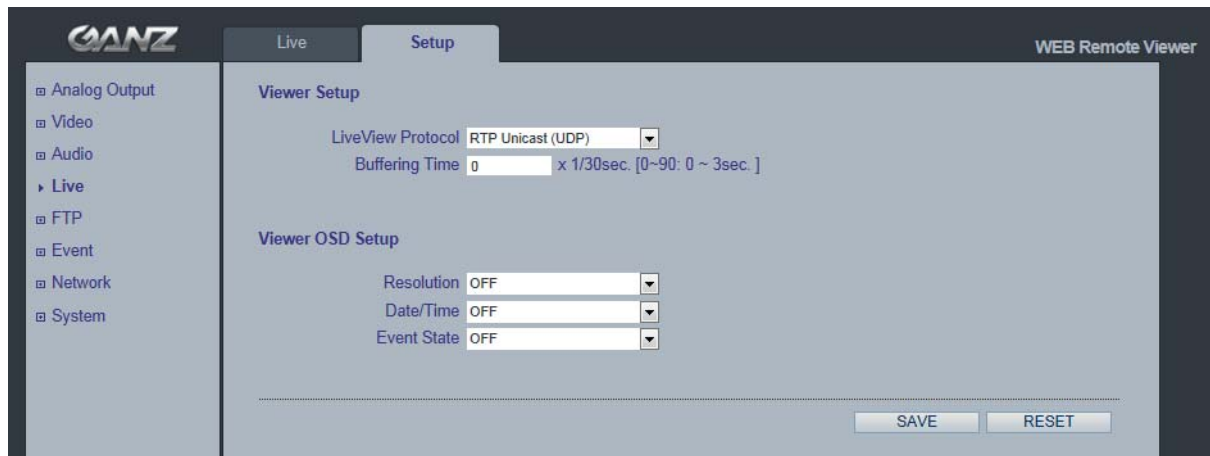 GANZ
Live
Setup
WEB Remote Viewer
Analog Output
Video
Audio
Live
FTP
Event
Network
System
Viewer Setup
LiveView Protocol RTP Unicast (UDP)
Buffering Time 0 x 1/30sec. [0~90: 0 ~ 3sec. ]
Viewer OSD Setup
Resolution OFF
Date/Time OFF
Event State OFF
SAVE
RESET